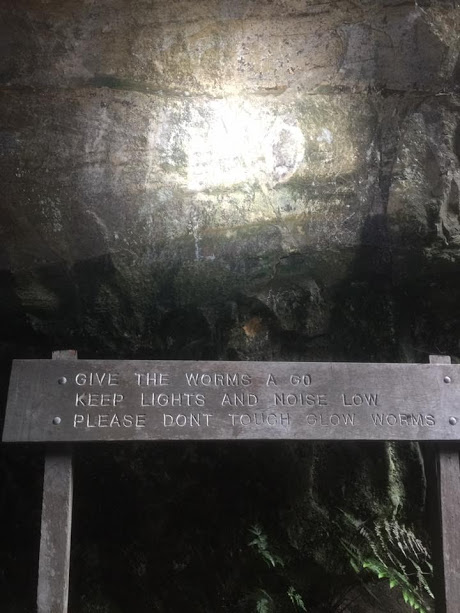 GIVE THE WORMS A GO
KEEP LIGHTS AND NOISE LOW
PLEASE DONT TOUCH GLOW WORMS